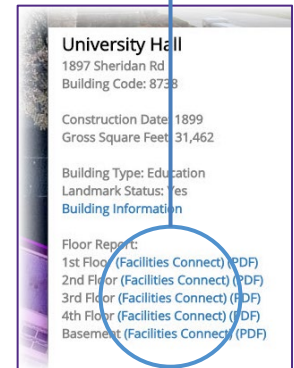 University Hall
1897 Sheridan Rd
Building Code: 8738
Construction Date: 1899
Gross Square Feet: 31,462
Building Type: Education
Landmark Status: Yes
Building Information
Floor Report:
1st Floor (Facilities Connect) (PDF)
2nd Floor (Facilities Connect) (PDF)
3rd Floor (Facilities Connect) (PDF)
4th Floor (Facilities Connect) (PDF)
Basement (Facilities Connect) (PDF)